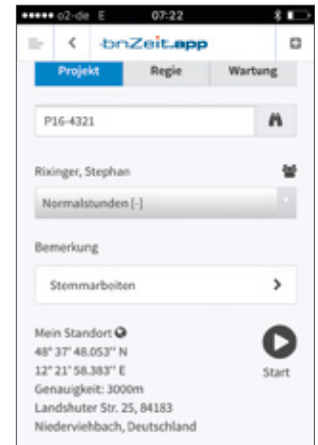 o2-de E 07:22
bnZeit.app
Projekt Regie Wartung
P16-4321
Rixinger, Stephan
Normalstunden [-]
Bemerkung
Stemmarbeiten
Mein Standort
48° 37' 48.053'' N
12° 21' 58.383'' E
Start
Genauigkeit: 3000m
Landshuter Str. 25, 84183
Niederviehbach, Deutschland